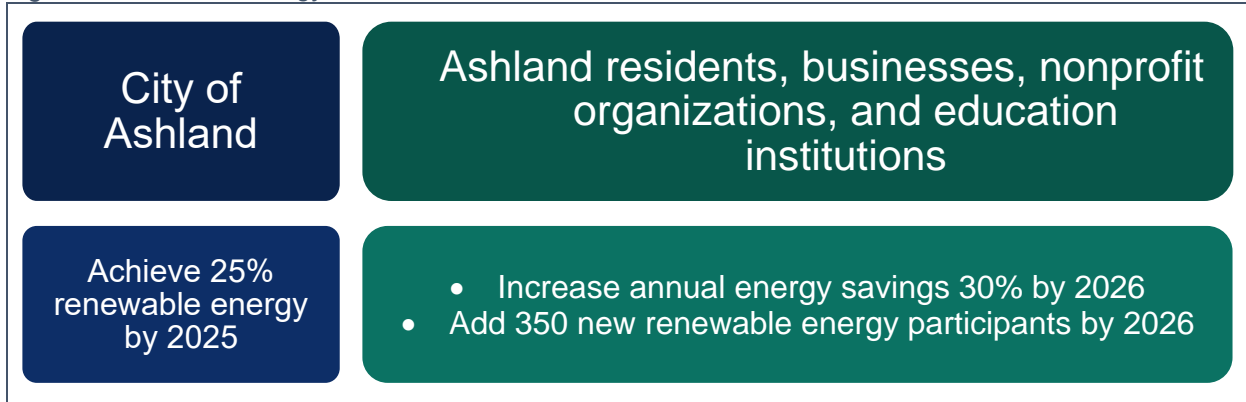 City of
Ashland
Ashland residents, businesses, nonprofit
organizations, and education
institutions
Achieve 25%
renewable energy
by 2025
• Increase annual energy savings 30% by 2026
• Add 350 new renewable energy participants by 2026